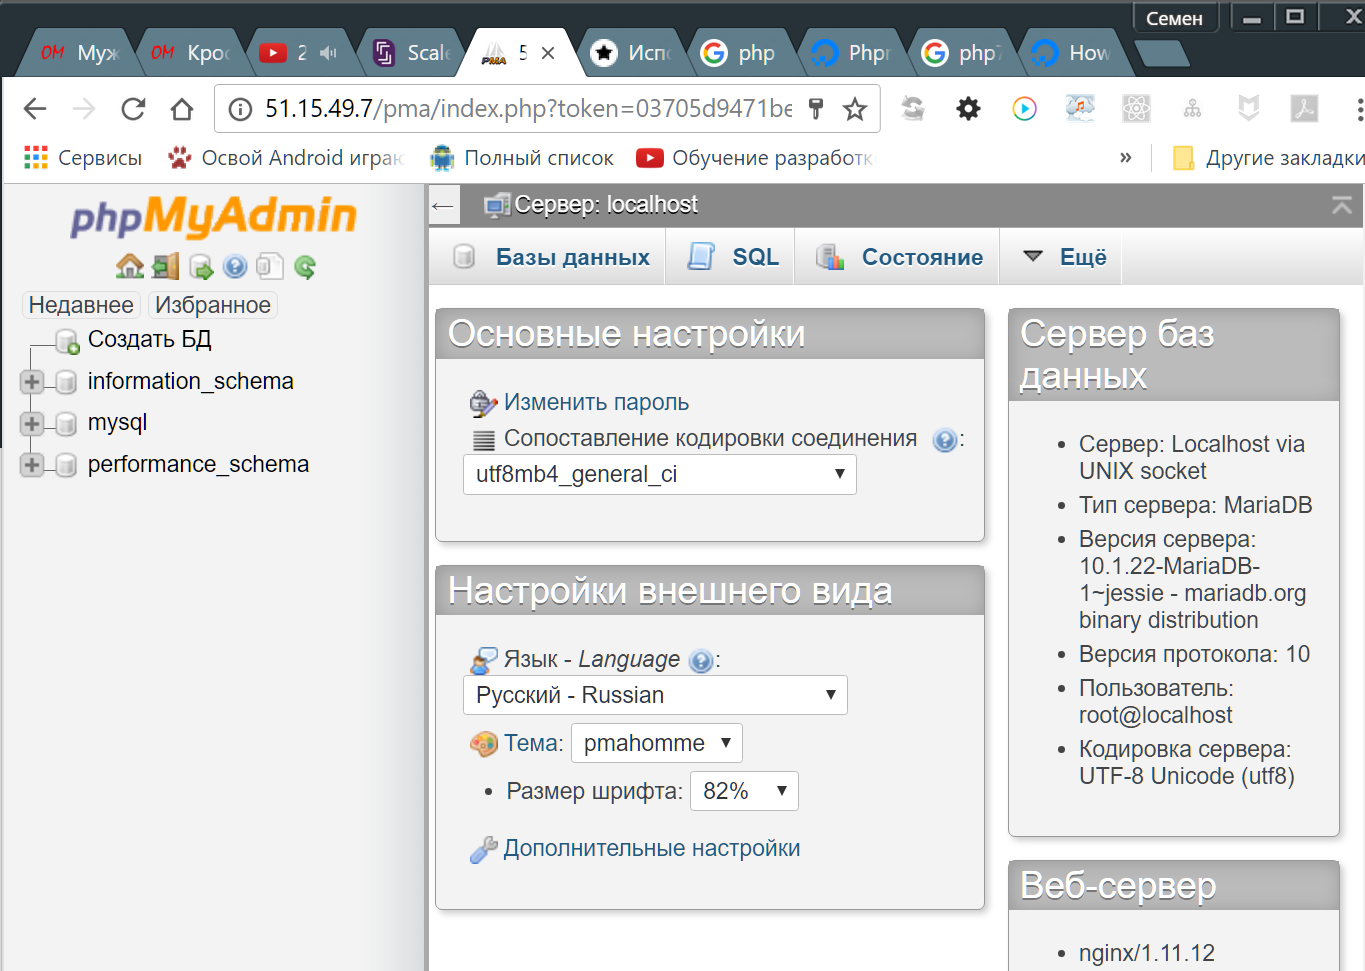 Семен
ОМ Муж
ОМ Крос
2
Scale
PMA 5
Испо
php
Phpr
php7
How
51.15.49.7/pma/index.php?token=03705d9471be
Сервисы
Освой Android играю
Полный список
Обучение разработк
»
Другие закладки
phpMyAdmin
Недавнее Избранное
Создать БД
information_schema
mysql
performance_schema
← Сервер: localhost
Базы данных
SQL
Состояние
Ещё
Основные настройки
Изменить пароль
Сопоставление кодировки соединения :
utf8mb4_general_ci
Настройки внешнего вида
Язык - Language :
Русский - Russian
Тема: pmahomme
• Размер шрифта: 82%
Дополнительные настройки
Сервер баз
данных
• Сервер: Localhost via
UNIX socket
• Тип сервера: MariaDB
• Версия сервера:
10.1.22-MariaDB-
1~jessie - mariadb.org
binary distribution
• Версия протокола: 10
• Пользователь:
root@localhost
• Кодировка сервера:
UTF-8 Unicode (utf8)
Веб-сервер
• nginx/1.11.12